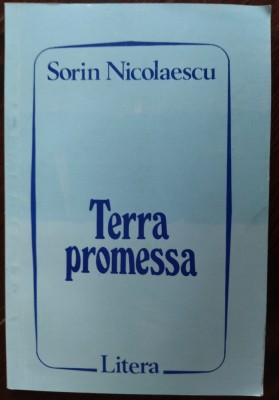 Sorin Nicolaescu
Terra
promessa
Litera